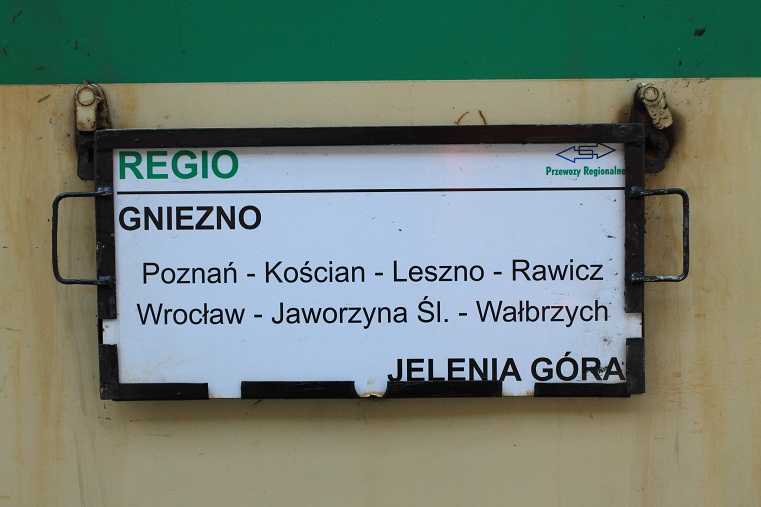 REGIO
Przewozy Regionalne
GNIEZNO
Poznań - Kościan - Leszno - Rawicz
Wrocław - Jaworzyna Śl. - Wałbrzych
JELENIA GÓRA